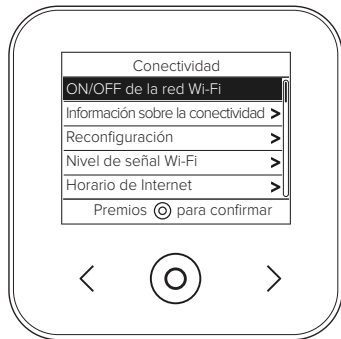 Conectividad
ON/OFF de la red Wi-Fi
Información sobre la conectividad >
Reconfiguración >
Nivel de señal Wi-Fi >
Horario de Internet >
Premios ◎ para confirmar